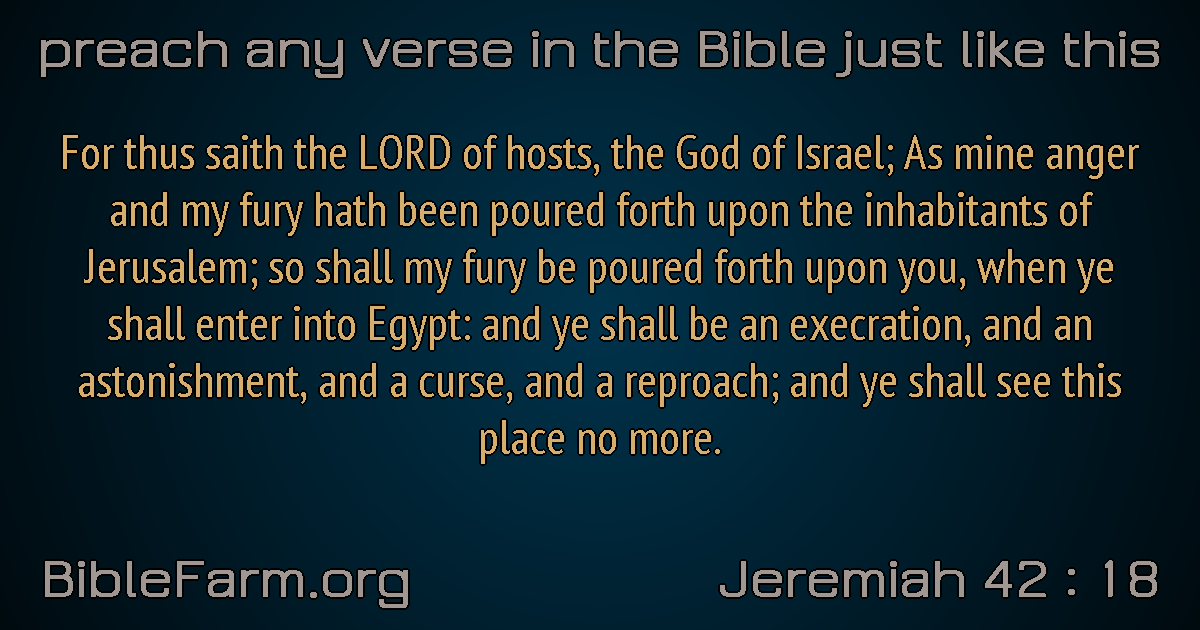 preach any verse in the Bible just like this
For thus saith the LORD of hosts, the God of Israel; As mine anger
and my fury hath been poured forth upon the inhabitants of
Jerusalem; so shall my fury be poured forth upon you, when ye
shall enter into Egypt: and ye shall be an execration, and an
astonishment, and a curse, and a reproach; and ye shall see this
place no more.
BibleFarm.org
Jeremiah 42 : 18